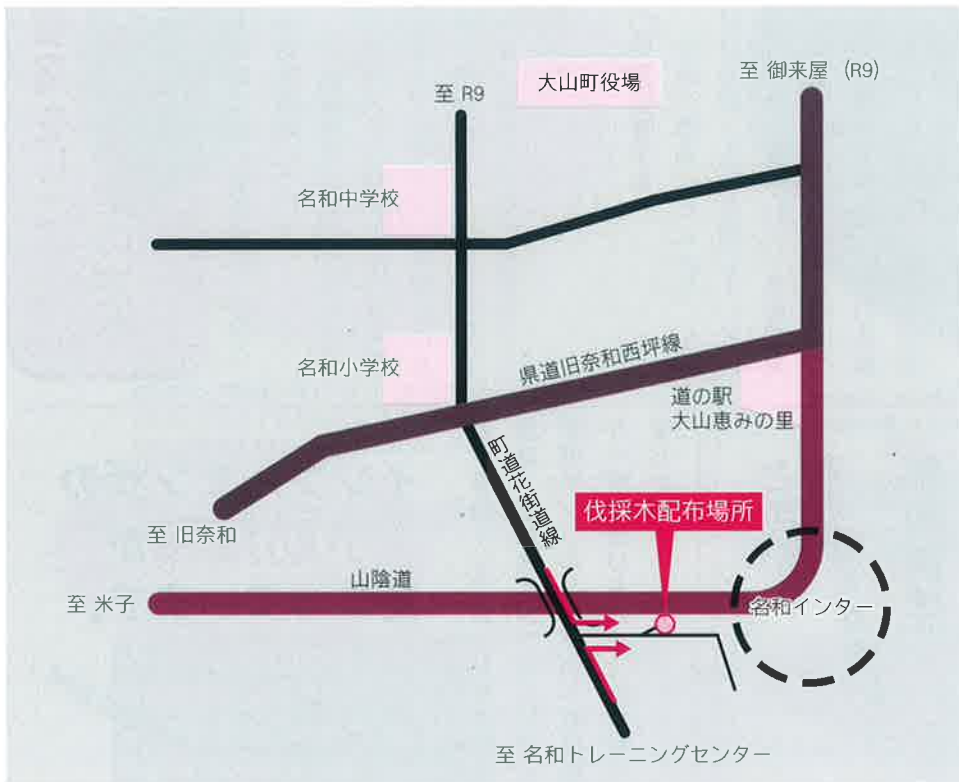 至 御来屋 (R9)
大山町役場
至 R9
名和中学校
名和小学校
県道旧奈和西坪線
道の駅
大山恵みの里
町道花街道線
伐採木配布場所
至 旧奈和
山陰道
至 米子
名和インター
至 名和トレーニングセンター